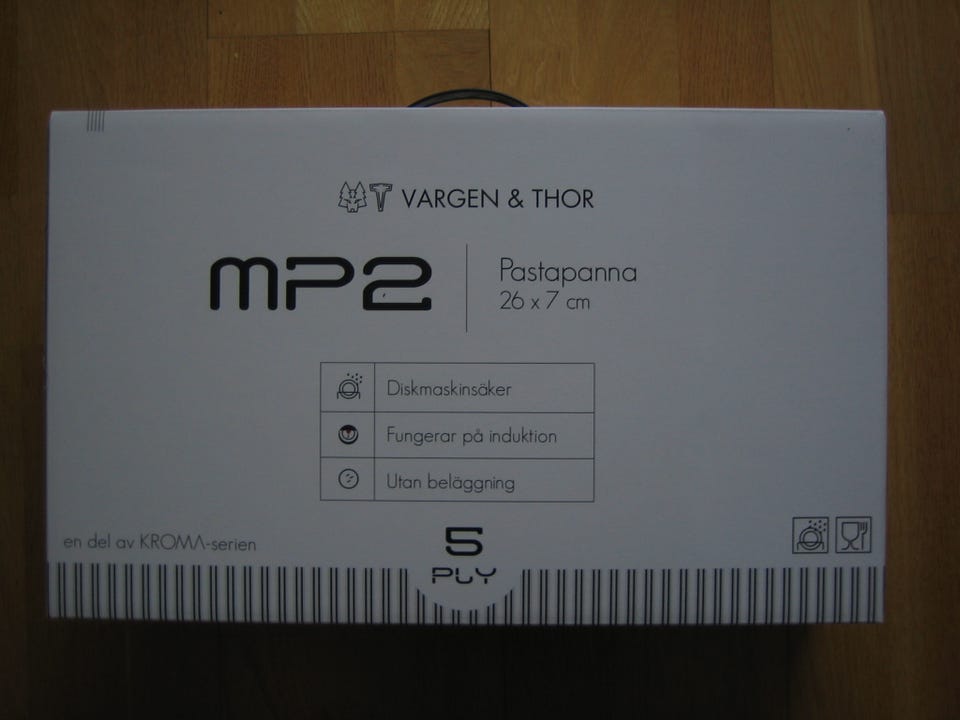 VARGEN & THOR
MP2
Pastapanna
26 x 7 cm
Diskmaskinsäker
Fungerar på induktion
Utan beläggning
en del av KROMA-serien
5
PLY